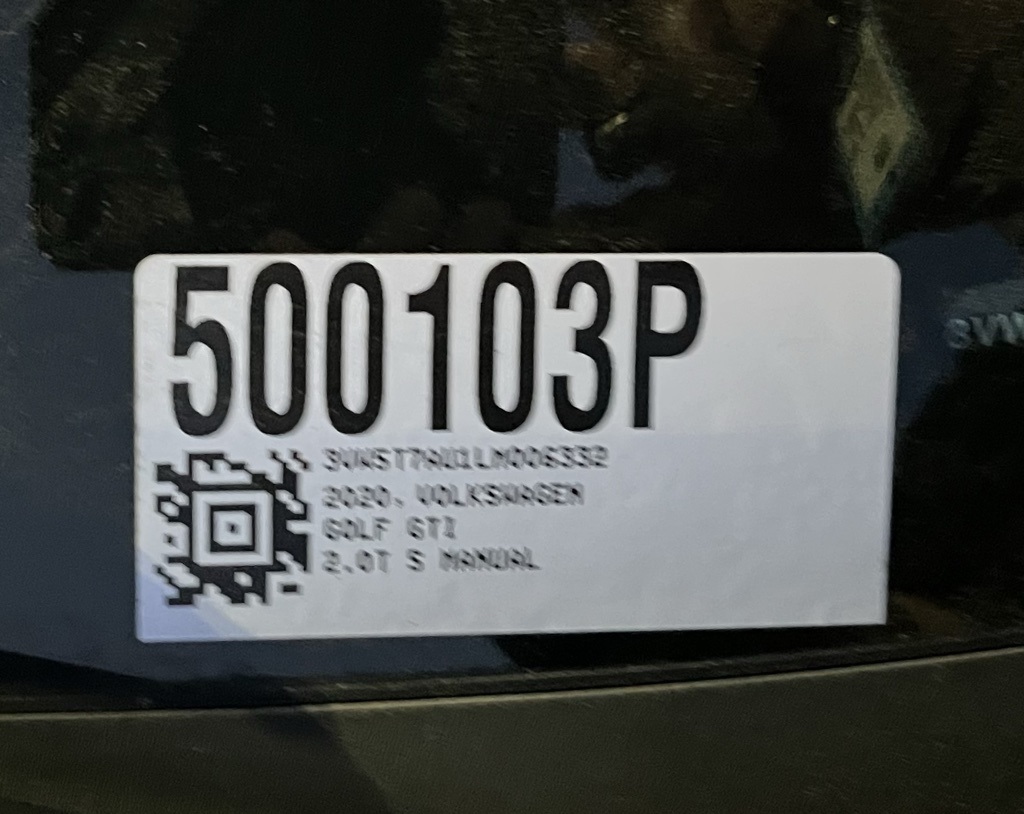 500103P
3VW5T7AU1LM006332
2020. VOLKSWAGEN
GOLF GTI
2.0T S MANUAL